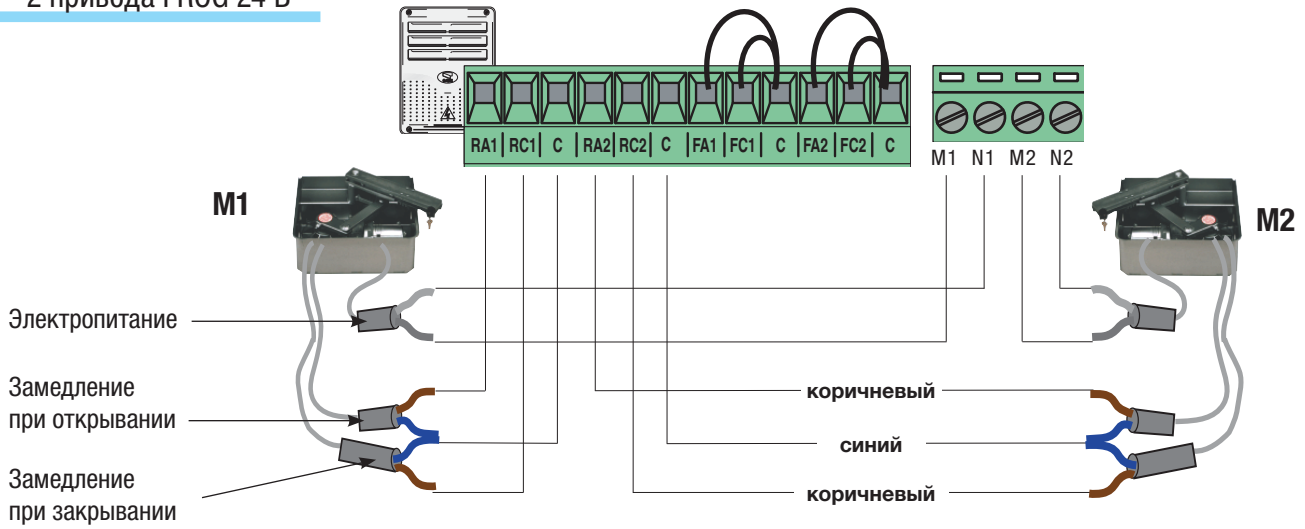 2 привода FROG 24 В
RA1 RC1 C RA2 RC2 C FA1 FC1 C FA2 FC2 C
M1 N1 M2 N2
M1
M2
Электропитание
Замедление
при открывании
Замедление
при закрывании
коричневый
синий
коричневый